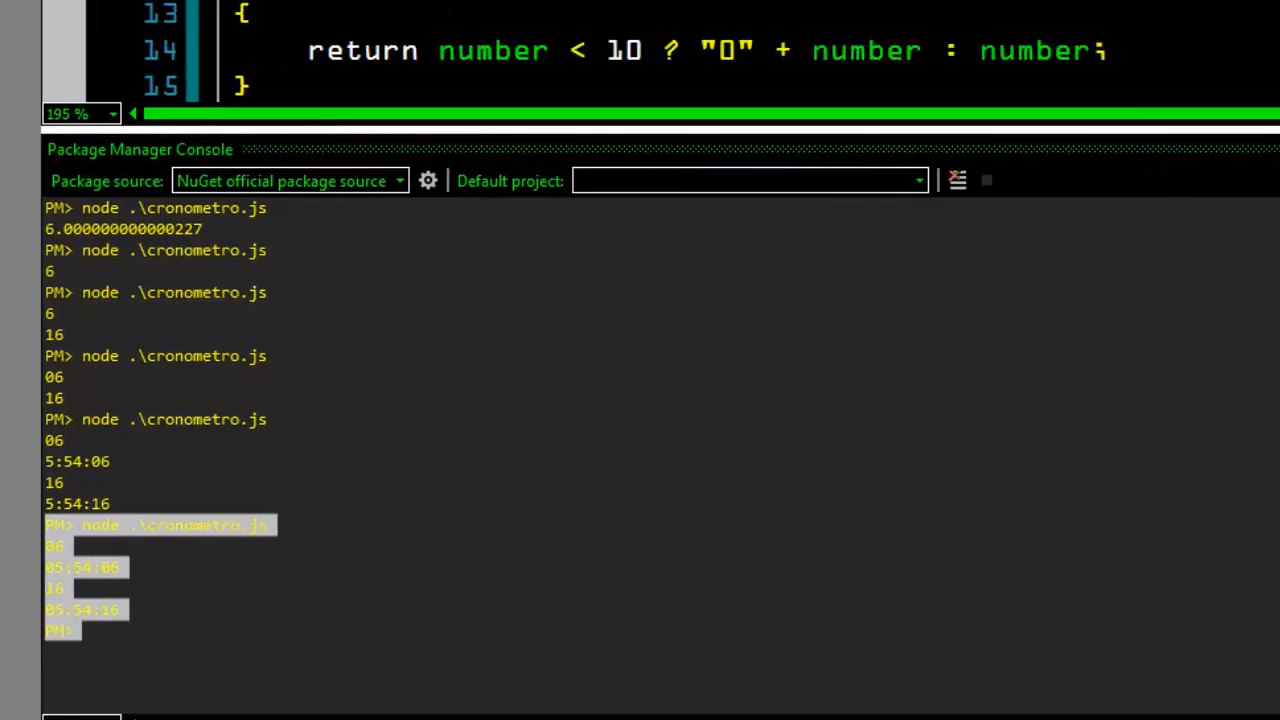 13 {
14 return number < 10 ? "0" + number : number;
15 }
195 %
Package Manager Console
Package source: NuGet official package source Default project:
PM> node .\cronometro.js
6.000000000000227
PM> node .\cronometro.js
6
PM> node .\cronometro.js
6
16
PM> node .\cronometro.js
06
16
PM> node .\cronometro.js
06
5:54:06
16
5:54:16
PM> node .\cronometro.js
06
05:54:06
16
05:54:16
PM>